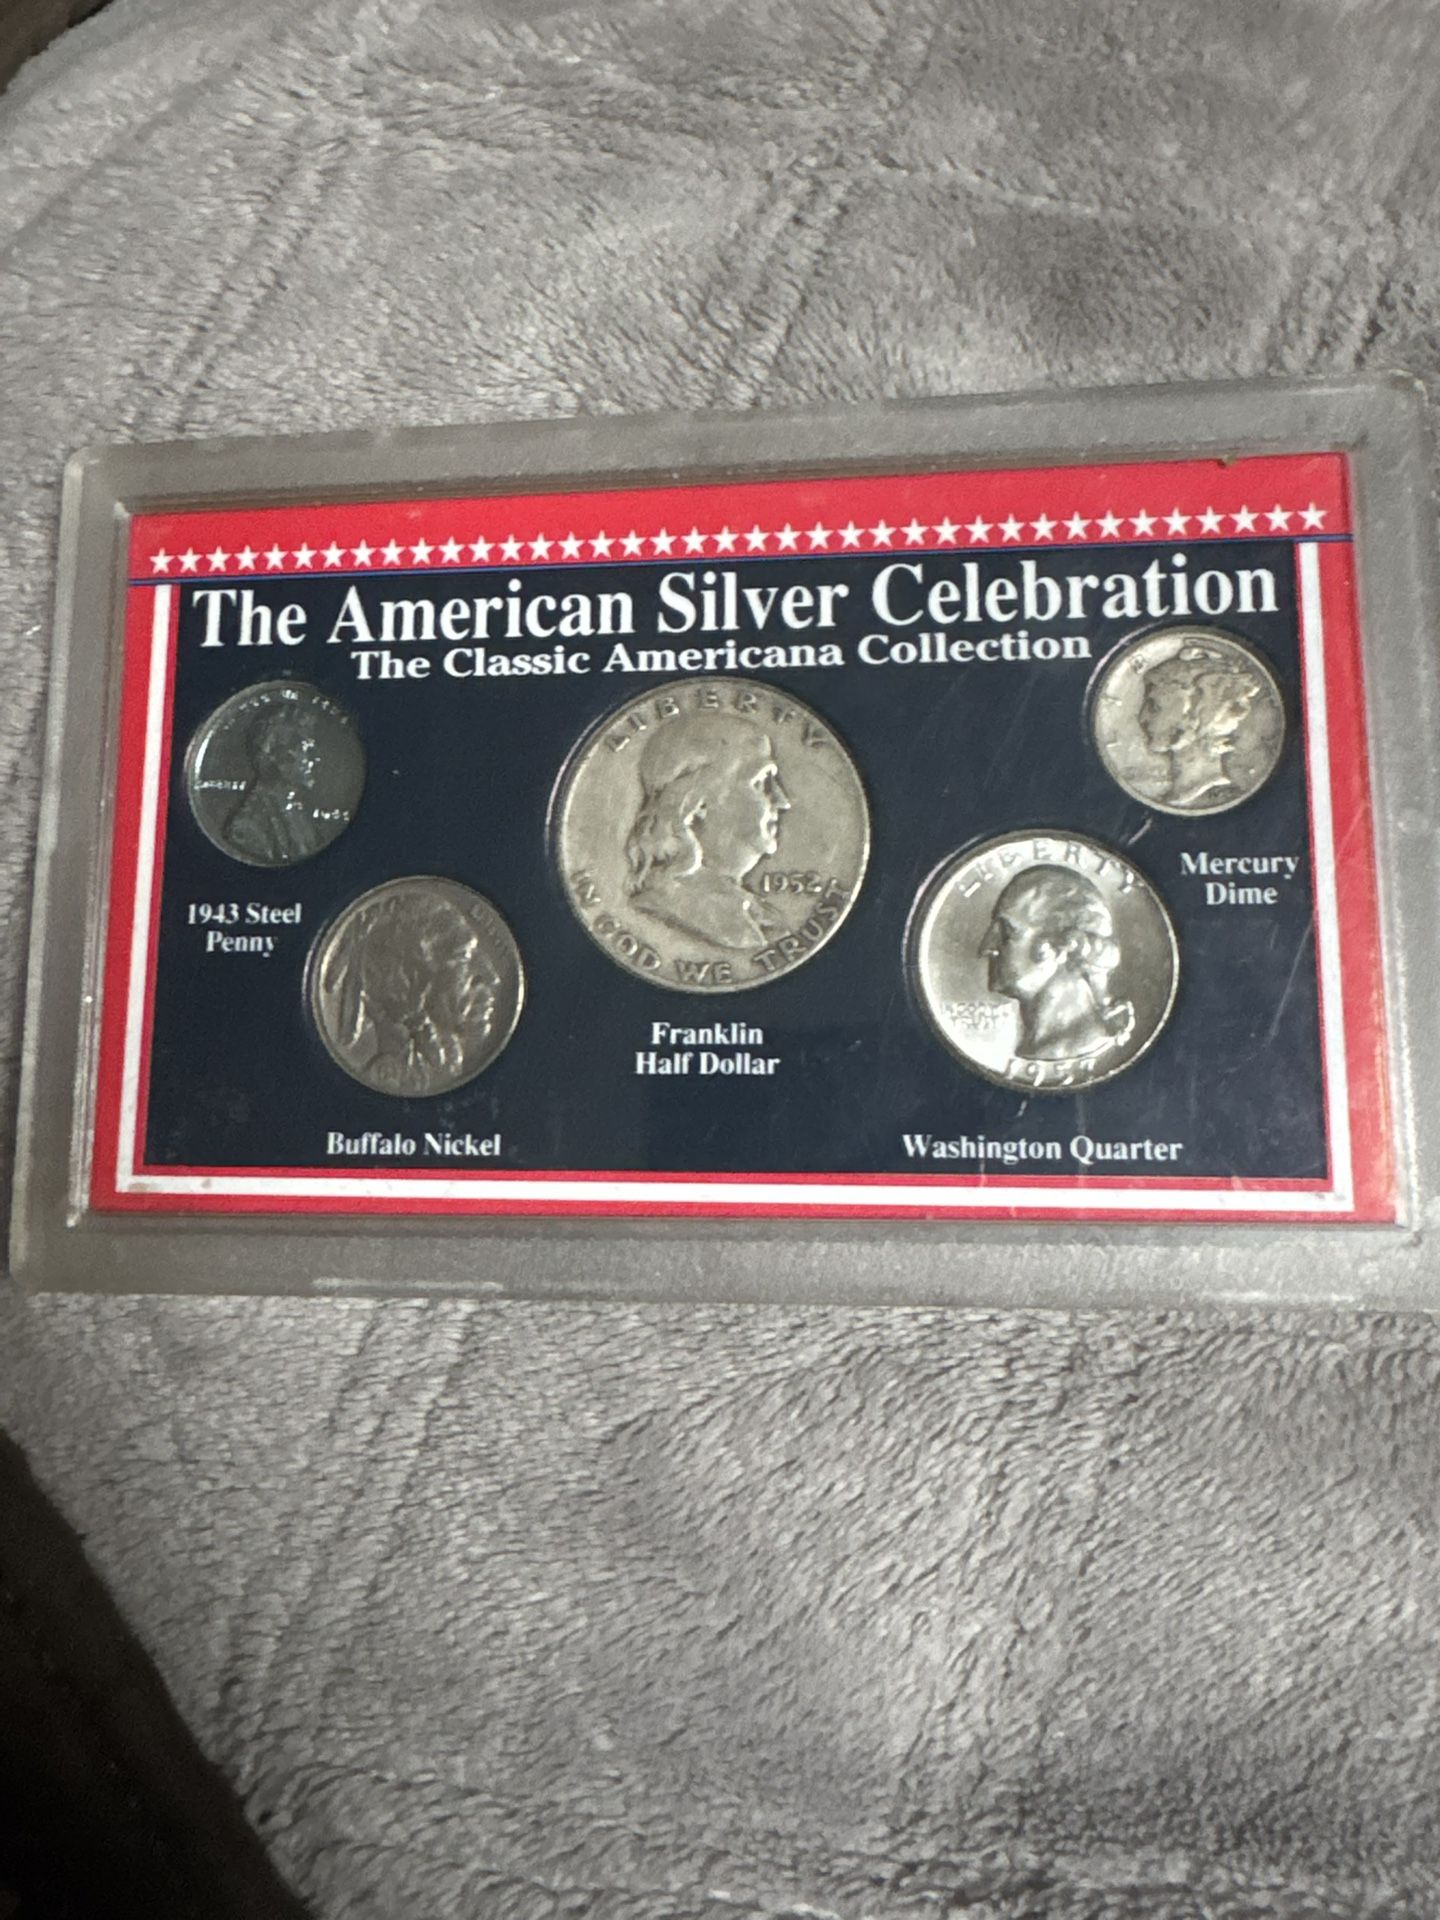 The American Silver Celebration
The Classic Americana Collection
LIBERTY
1952
IN GOD WE TRUST
LIBERTY
1957
1943 Steel
Penny
Buffalo Nickel
Franklin
Half Dollar
Washington Quarter
Mercury
Dime